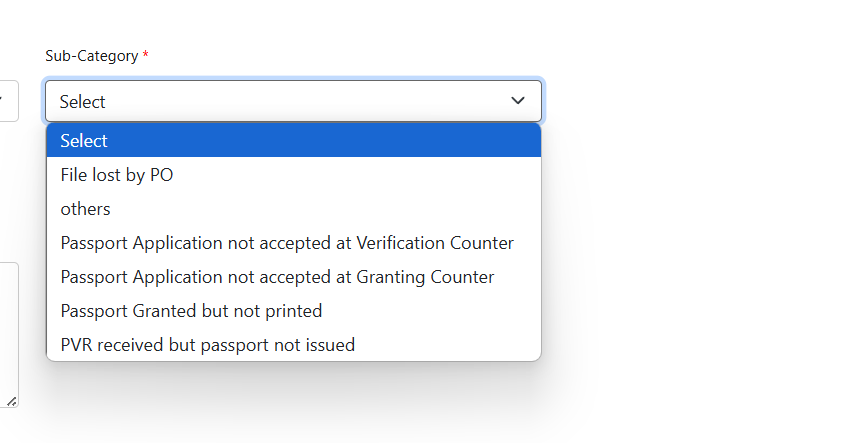 Sub-Category *
Select
Select
File lost by PO
others
Passport Application not accepted at Verification Counter
Passport Application not accepted at Granting Counter
Passport Granted but not printed
PVR received but passport not issued